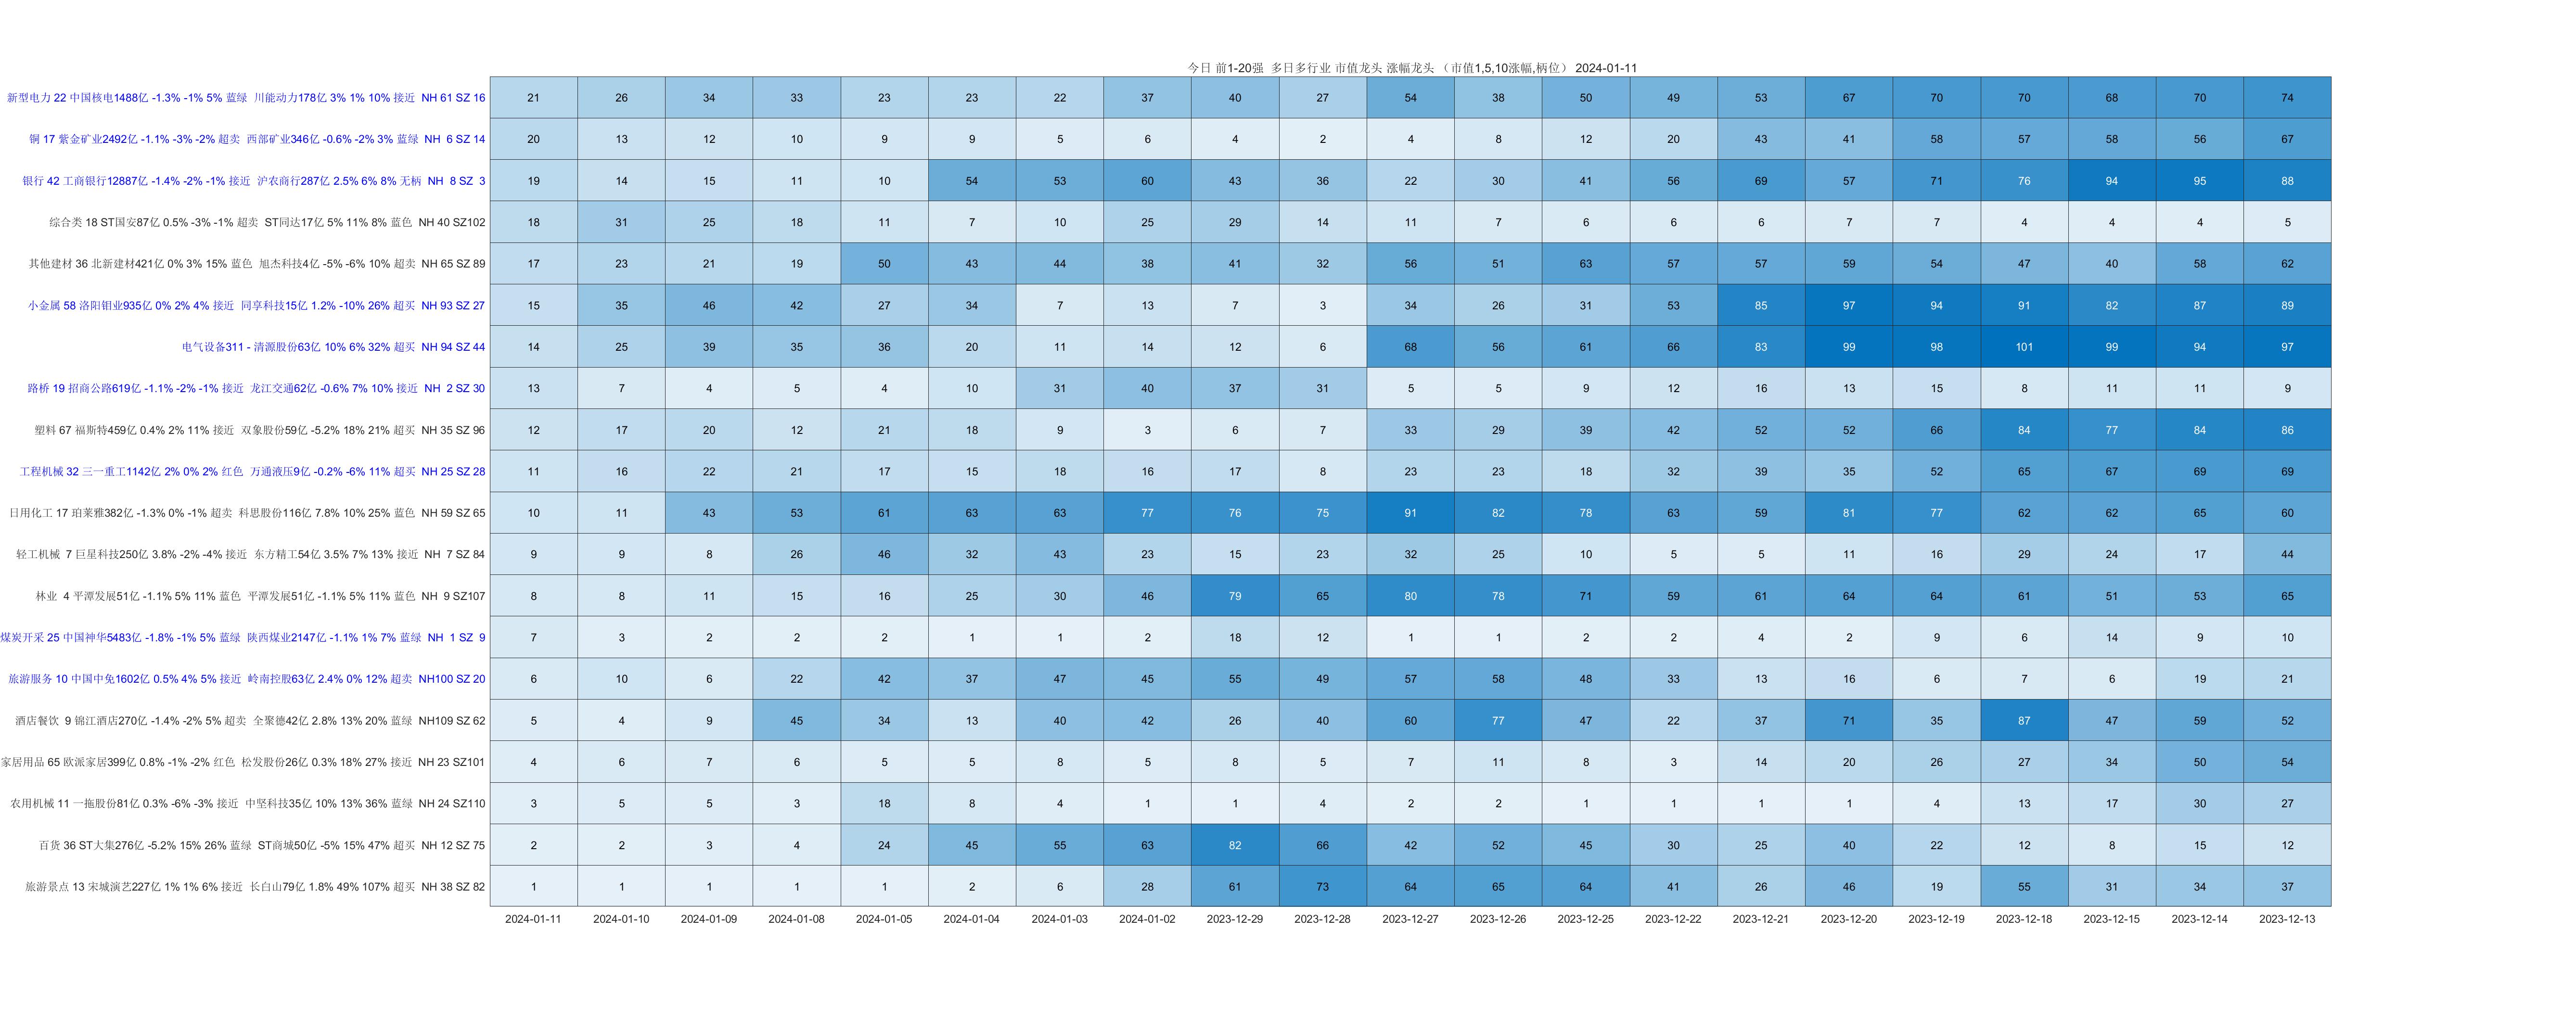 今日 前1-20强 多日多行业 市值龙头 涨幅龙头 （市值1,5,10涨幅,柄位） 2024-01-11
新型电力 22 中国核电1488亿 -1.3% -1% 5% 蓝绿 川能动力178亿 3% 1% 10% 接近 NH 61 SZ 16 21 26 34 33 23 23 22 37 40 27 54 38 50 49 53 67 70 70 68 70 74
铜 17 紫金矿业2492亿 -1.1% -3% -2% 超卖 西部矿业346亿 -0.6% -2% 3% 蓝绿 NH 6 SZ 14 20 13 12 10 9 9 5 6 4 2 4 8 12 20 43 41 58 57 58 56 67
银行 42 工商银行12887亿 -1.4% -2% -1% 接近 沪农商行287亿 2.5% 6% 8% 无柄 NH 8 SZ 3 19 14 15 11 10 54 53 60 43 36 22 30 41 56 69 57 71 76 94 95 88
综合类 18 ST国安87亿 0.5% -3% -1% 超卖 ST同达17亿 5% 11% 8% 蓝色 NH 40 SZ102 18 31 25 18 11 7 10 25 29 14 11 7 6 6 6 7 7 4 4 4 5
其他建材 36 北新建材421亿 0% 3% 15% 蓝色 旭杰科技4亿 -5% -6% 10% 超卖 NH 65 SZ 89 17 23 21 19 50 43 44 38 41 32 56 51 63 57 57 59 54 47 40 58 62
小金属 58 洛阳钼业935亿 0% 2% 4% 接近 同享科技15亿 1.2% -10% 26% 超买 NH 93 SZ 27 15 35 46 42 27 34 7 13 7 3 34 26 31 53 85 97 94 91 82 87 89
电气设备311 - 清源股份63亿 10% 6% 32% 超买 NH 94 SZ 44 14 25 39 35 36 20 11 14 12 6 68 56 61 66 83 99 98 101 99 94 97
路桥 19 招商公路619亿 -1.1% -2% -1% 接近 龙江交通62亿 -0.6% 7% 10% 接近 NH 2 SZ 30 13 7 4 5 4 10 31 40 37 31 5 5 9 12 16 13 15 8 11 11 9
塑料 67 福斯特459亿 0.4% 2% 11% 接近 双象股份59亿 -5.2% 18% 21% 超买 NH 35 SZ 96 12 17 20 12 21 18 9 3 6 7 33 29 39 42 52 52 66 84 77 84 86
工程机械 32 三一重工1142亿 2% 0% 2% 红色 万通液压9亿 -0.2% -6% 11% 超买 NH 25 SZ 28 11 16 22 21 17 15 18 16 17 8 23 23 18 32 39 35 52 65 67 69 69
日用化工 17 珀莱雅382亿 -1.3% 0% -1% 超卖 科思股份116亿 7.8% 10% 25% 蓝色 NH 59 SZ 65 10 11 43 53 61 63 63 77 76 75 91 82 78 63 59 81 77 62 62 65 60
轻工机械 7 巨星科技250亿 3.8% -2% -4% 接近 东方精工54亿 3.5% 7% 13% 接近 NH 7 SZ 84 9 9 8 26 46 32 43 23 15 23 32 25 10 5 5 11 16 29 24 17 44
林业 4 平潭发展51亿 -1.1% 5% 11% 蓝色 平潭发展51亿 -1.1% 5% 11% 蓝色 NH 9 SZ107 8 8 11 15 16 25 30 46 79 65 80 78 71 59 61 64 64 61 51 53 65
煤炭开采 25 中国神华5483亿 -1.8% -1% 5% 蓝绿 陕西煤业2147亿 -1.1% 1% 7% 蓝绿 NH 1 SZ 9 7 3 2 2 2 1 1 2 18 12 1 1 2 2 4 2 9 6 14 9 10
旅游服务 10 中国中免1602亿 0.5% 4% 5% 接近 岭南控股63亿 2.4% 0% 12% 超卖 NH100 SZ 20 6 10 6 22 42 37 47 45 55 49 57 58 48 33 13 16 6 7 6 19 21
酒店餐饮 9 锦江酒店270亿 -1.4% -2% 5% 超卖 全聚德42亿 2.8% 13% 20% 蓝绿 NH109 SZ 62 5 4 9 45 34 13 40 42 26 40 60 77 47 22 37 71 35 87 47 59 52
家居用品 65 欧派家居399亿 0.8% -1% -2% 红色 松发股份26亿 0.3% 18% 27% 接近 NH 23 SZ101 4 6 7 6 5 5 8 5 8 5 7 11 8 3 14 20 26 27 34 50 54
农用机械 11 一拖股份81亿 0.3% -6% -3% 接近 中坚科技35亿 10% 13% 36% 蓝绿 NH 24 SZ110 3 5 5 3 18 8 4 1 1 4 2 2 1 1 1 1 4 13 17 30 27
百货 36 ST大集276亿 -5.2% 15% 26% 蓝绿 ST商城50亿 -5% 15% 47% 超买 NH 12 SZ 75 2 2 3 4 24 45 55 63 82 66 42 52 45 30 25 40 22 12 8 15 12
旅游景点 13 宋城演艺227亿 1% 1% 6% 接近 长白山79亿 1.8% 49% 107% 超买 NH 38 SZ 82 1 1 1 1 1 2 6 28 61 73 64 65 64 41 26 46 19 55 31 34 37
2024-01-11 2024-01-10 2024-01-09 2024-01-08 2024-01-05 2024-01-04 2024-01-03 2024-01-02 2023-12-29 2023-12-28 2023-12-27 2023-12-26 2023-12-25 2023-12-22 2023-12-21 2023-12-20 2023-12-19 2023-12-18 2023-12-15 2023-12-14 2023-12-13